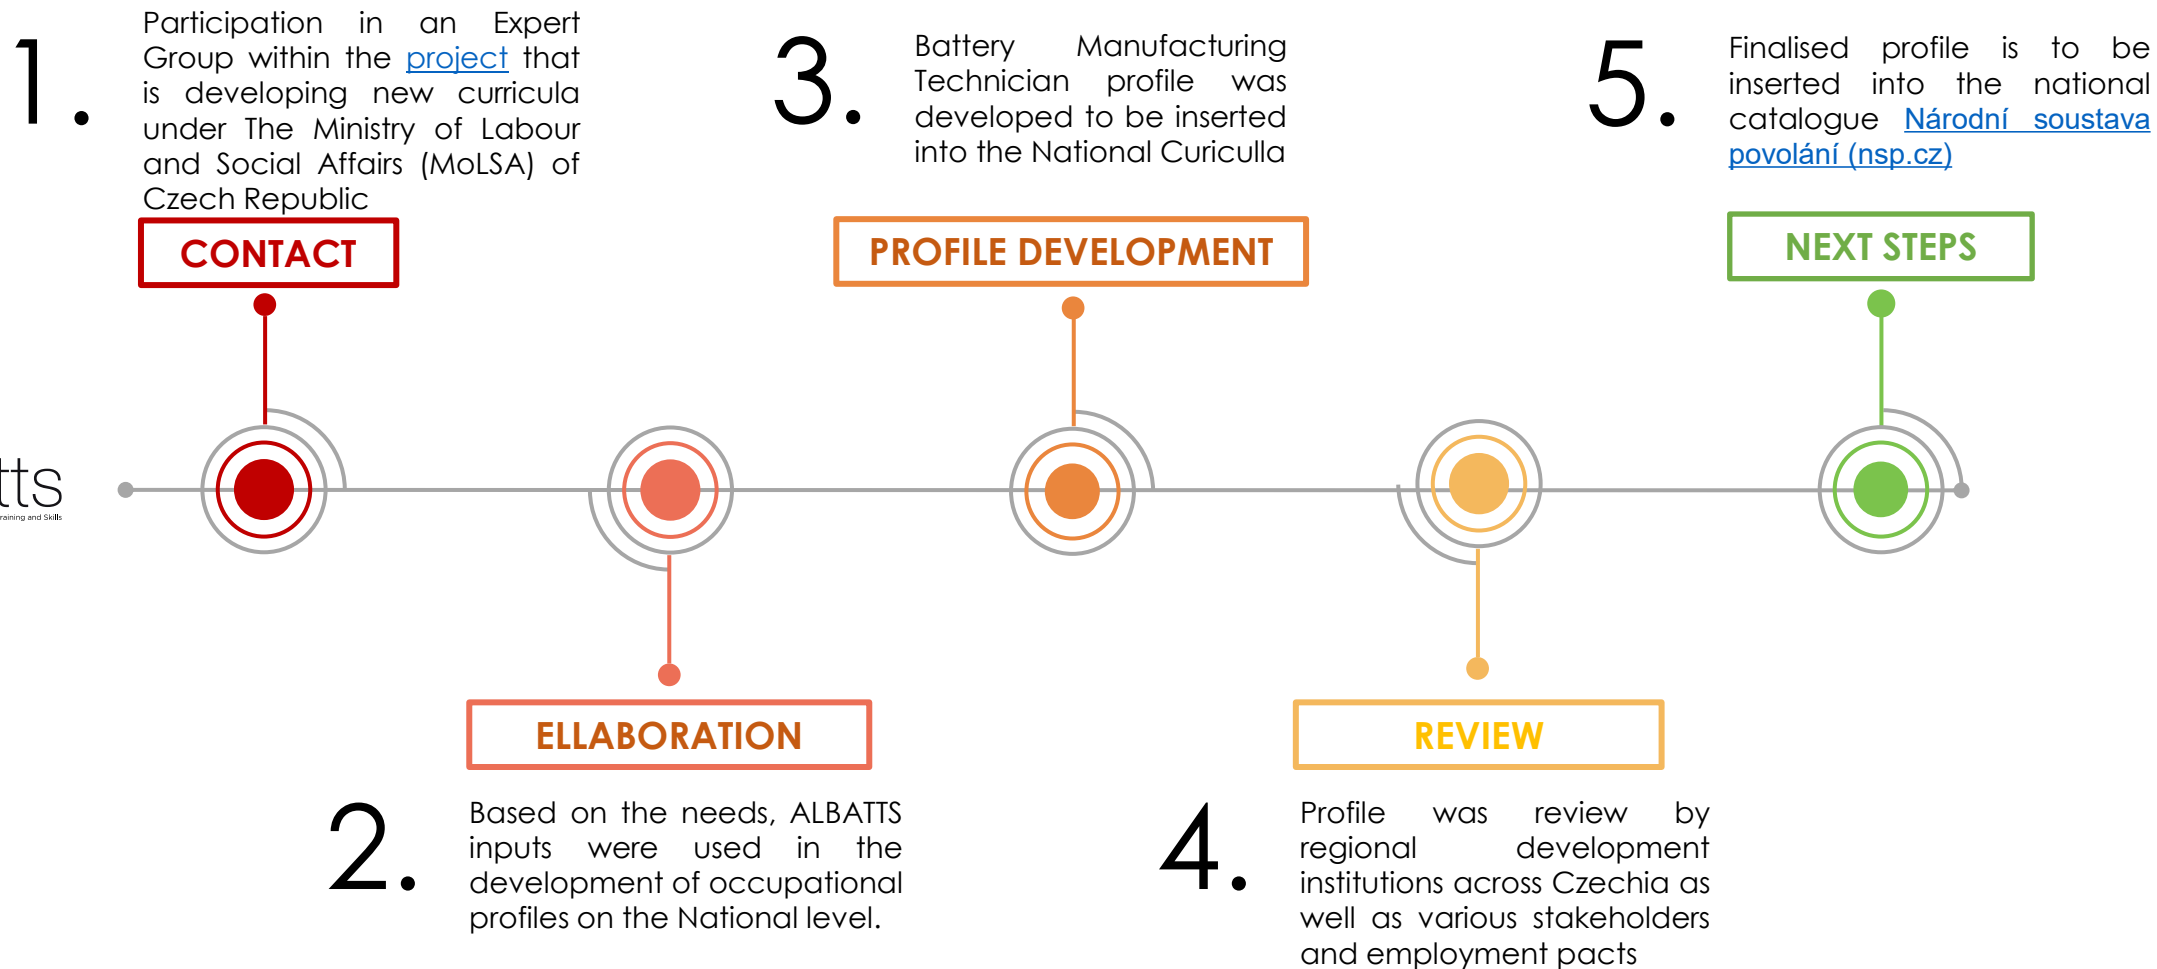 1.
Participation in an Expert
Group within the project that
is developing new curricula
under The Ministry of Labour
and Social Affairs (MoLSA) of
Czech Republic
CONTACT
3.
Battery Manufacturing
Technician profile was
developed to be inserted
into the National Curiculla
PROFILE DEVELOPMENT
5.
Finalised profile is to be
inserted into the national
catalogue Národní soustava
povolání (nsp.cz)
NEXT STEPS
tts
raining and Skills
ELLABORATION
2.
Based on the needs, ALBATTS
inputs were used in the
development of occupational
profiles on the National level.
REVIEW
4.
Profile was review by
regional development
institutions across Czechia as
well as various stakeholders
and employment pacts